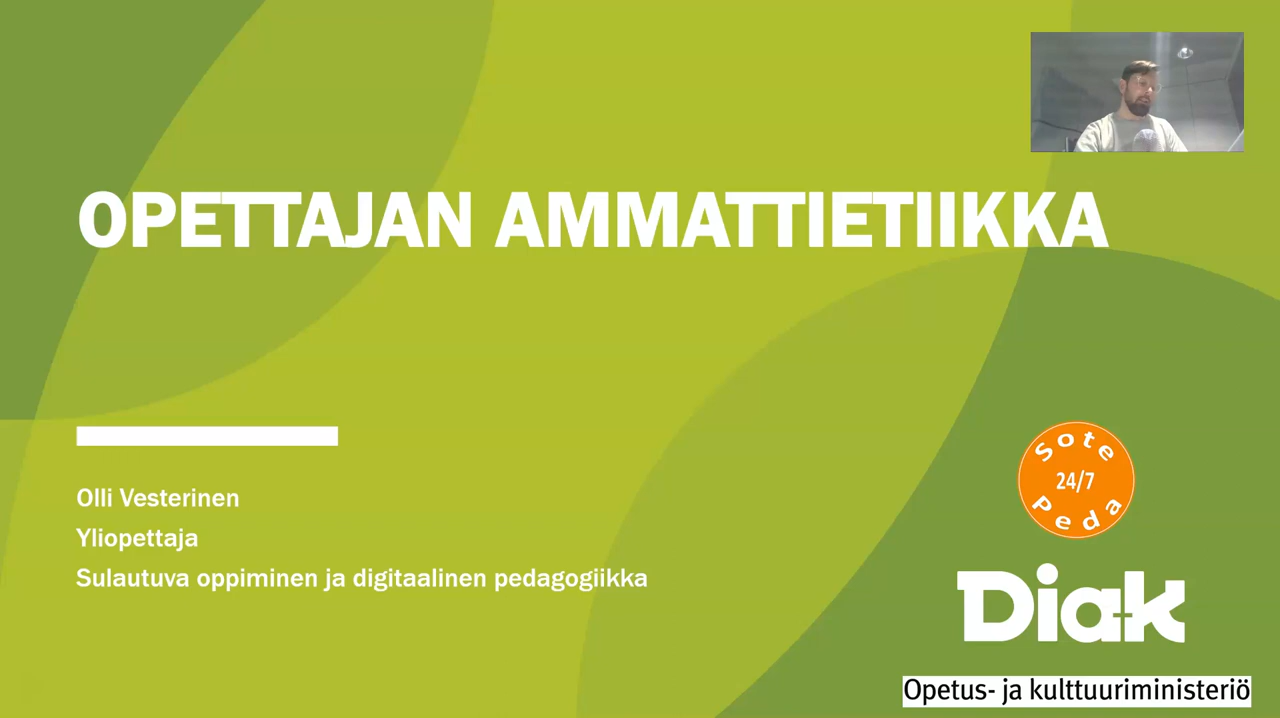 OPETTAJAN AMMATTIETIIKKA
Olli Vesterinen
Yliopettaja
Sulautuva oppiminen ja digitaalinen pedagogiikka
Sote
24/7
Peda
Diak
Opetus- ja kulttuuriministeriö